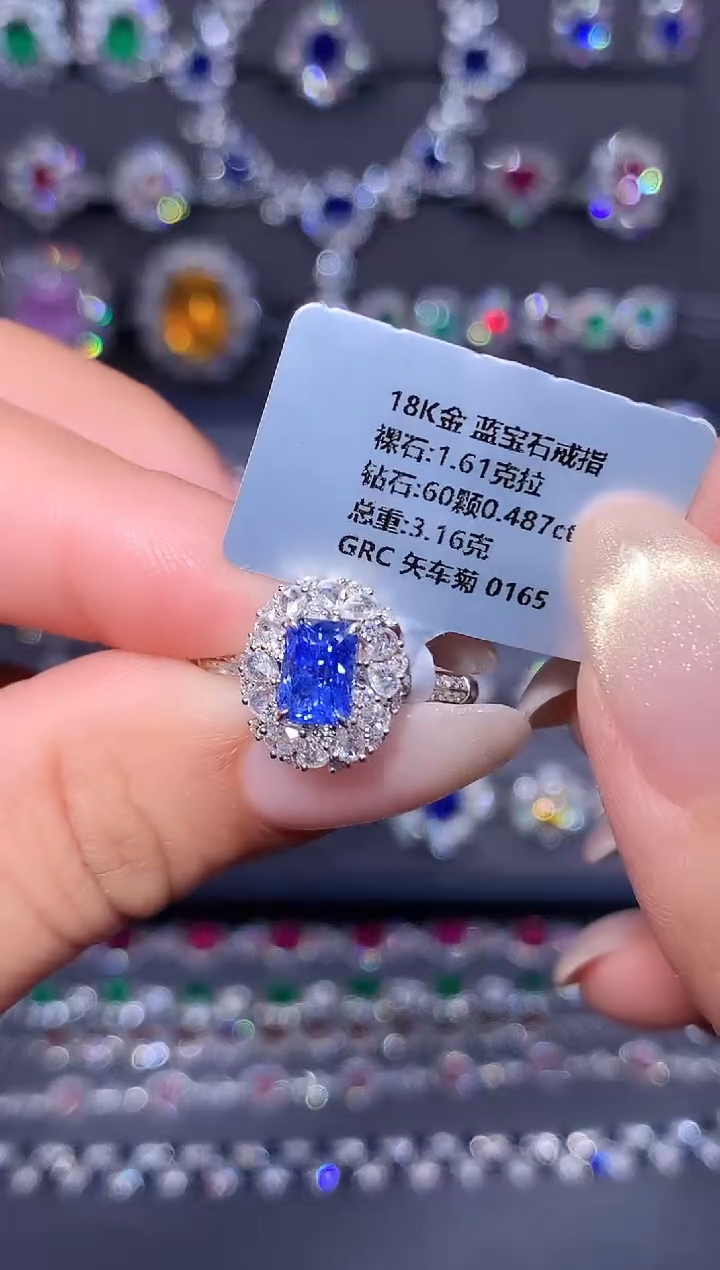 18K金 蓝宝石戒指
裸石:1.61克拉
钻石:60颗0.487ct
总重:3.16克
GRC 矢车菊 0165